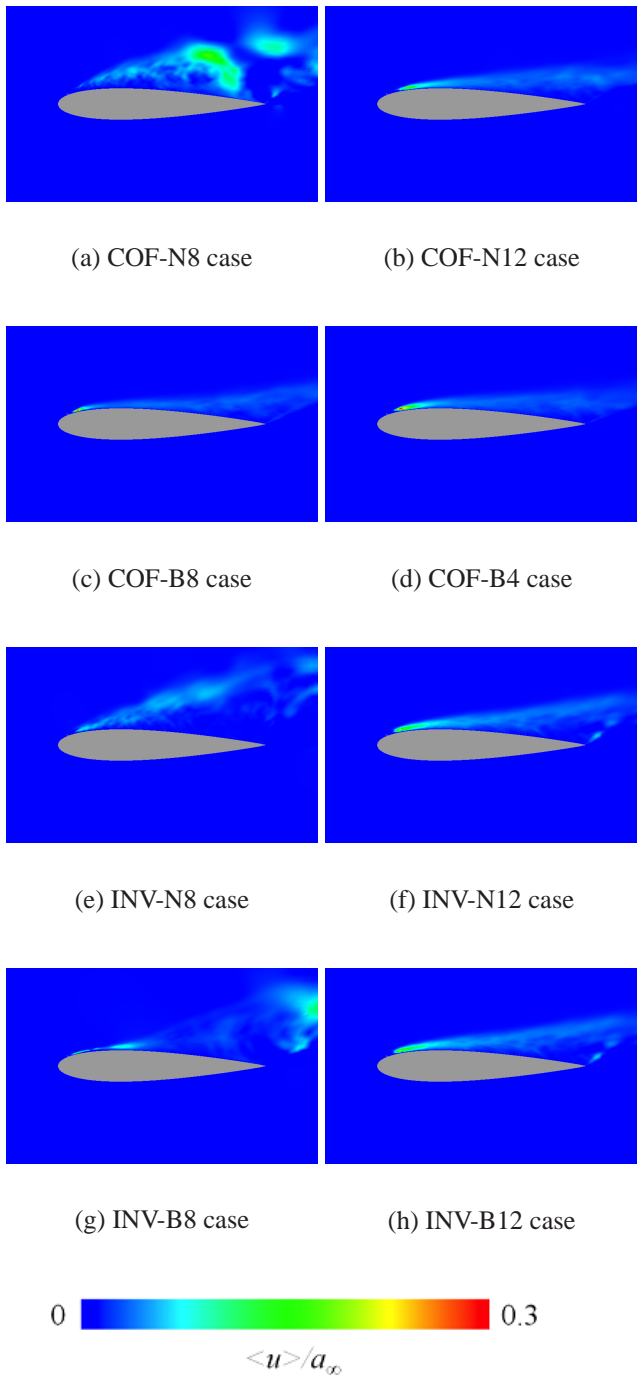 (a) COF-N8 case
(b) COF-N12 case
(c) COF-B8 case
(d) COF-B4 case
(e) INV-N8 case
(f) INV-N12 case
(g) INV-B8 case
(h) INV-B12 case
0 0.3
<u>/a∞